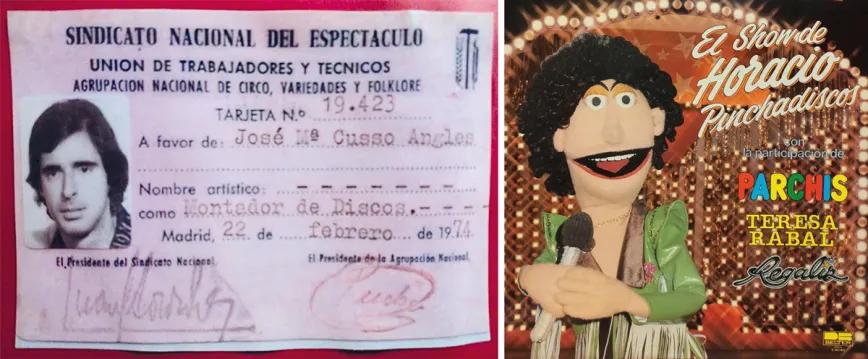 SINDICATO NACIONAL DEL ESPECTACULO
UNION DE TRABAJADORES Y TECNICOS
AGRUPACION NACIONAL DE CIRCO, VARIEDADES Y FOLKLORE
TARJETA N.º 19.423
A favor de: José Mª Cusso Angles
Nombre artístico:
como Montador de Discos.
Madrid, 22 de febrero de 1974
El Presidente del Sindicato Nacional
El Presidente de la Agrupación Nacional
El Show de
Horacio
Pinchadiscos
con
la participación de
PARCHIS
TERESA
RABAL
Regaliz
BELTER